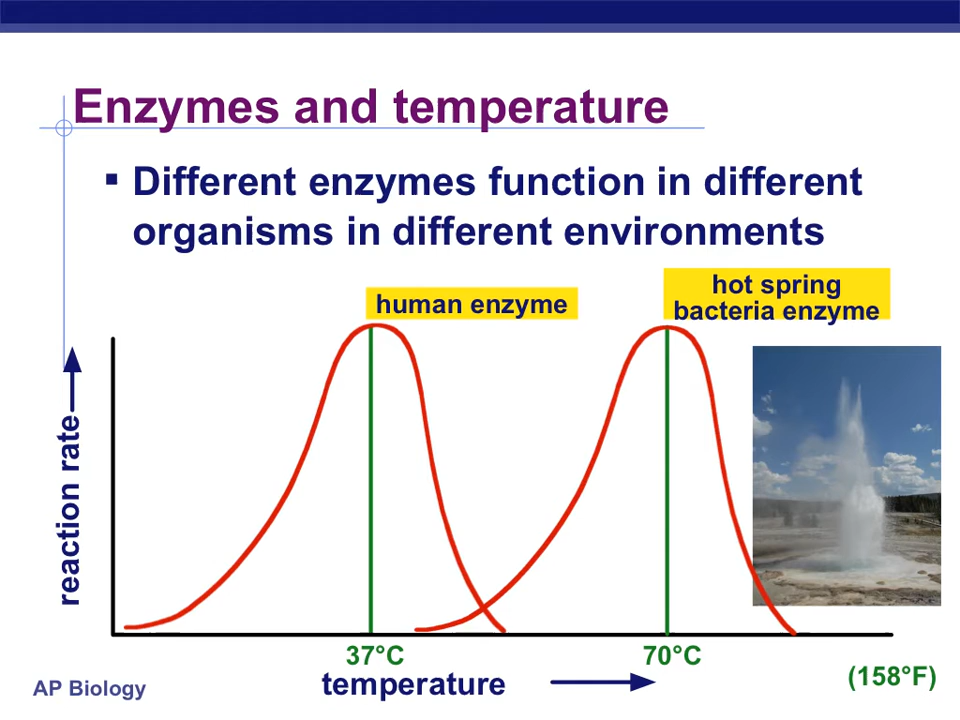 Enzymes and temperature
▪ Different enzymes function in different
organisms in different environments
human enzyme
hot spring
bacteria enzyme
reaction rate
37°C
70°C
temperature
(158°F)
AP Biology